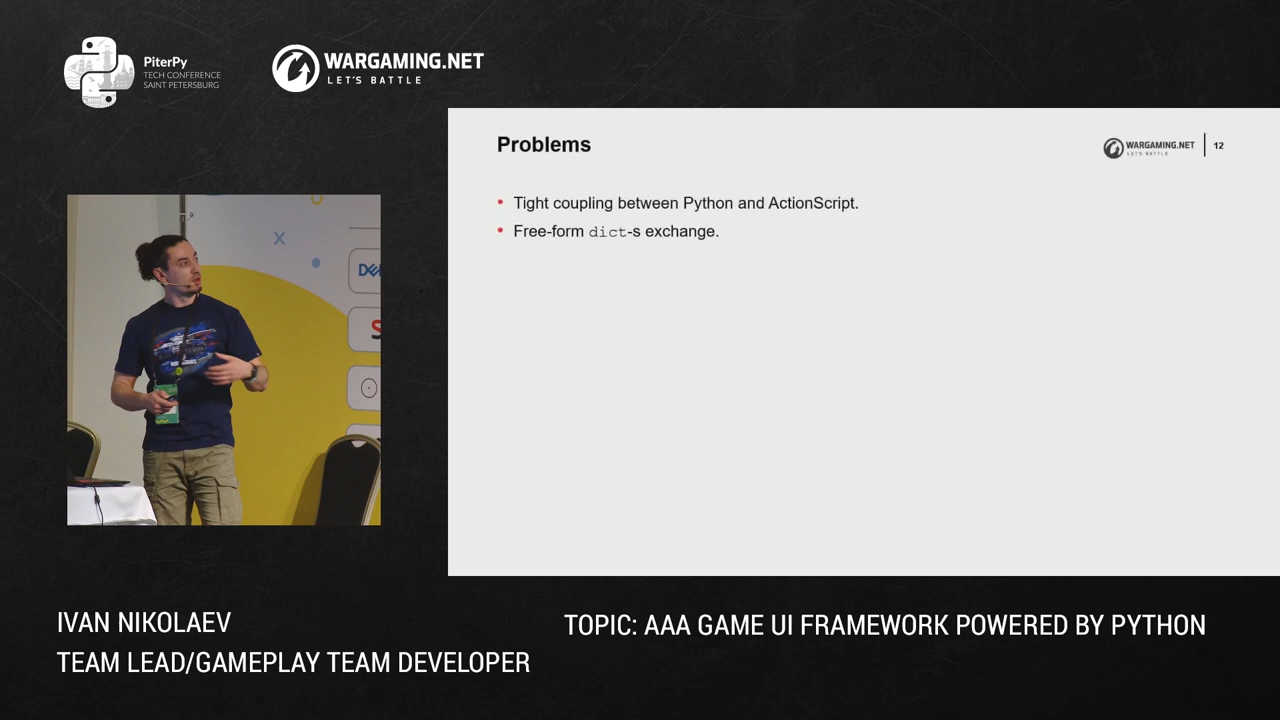 PiterPy
TECH CONFERENCE
SAINT PETERSBURG
WARGAMING.NET
LET'S BATTLE
Problems
WARGAMING.NET
LET'S BATTLE
12
• Tight coupling between Python and ActionScript.
• Free-form dict-s exchange.
IVAN NIKOLAEV
TEAM LEAD/GAMEPLAY TEAM DEVELOPER
TOPIC: AAA GAME UI FRAMEWORK POWERED BY PYTHON